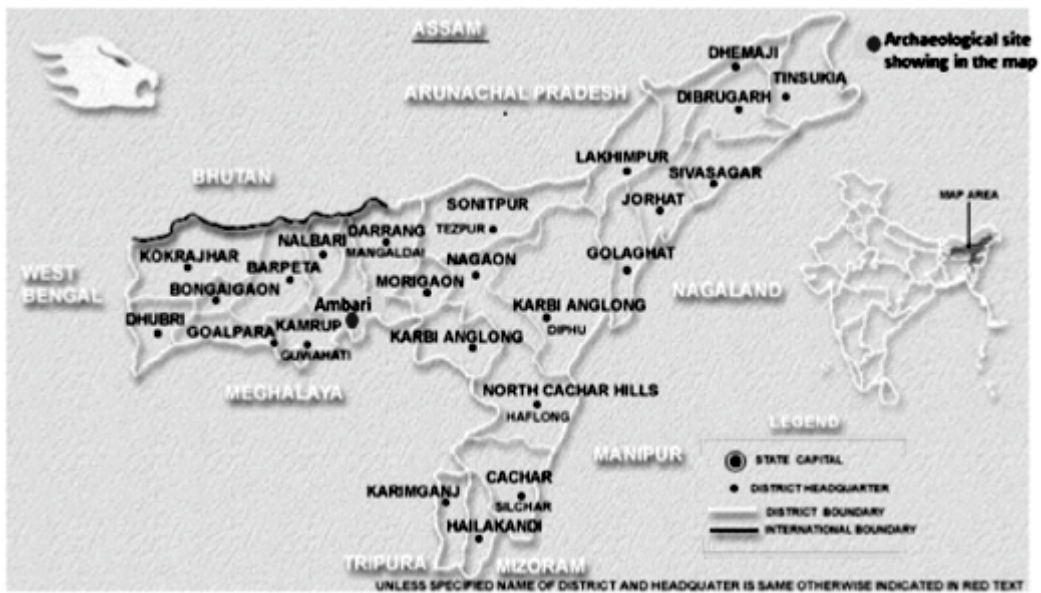 ASSAM
Archaeological site
showing in the map
DHEMAJI
TINSUKIA
ARUNACHAL PRADESH
DIBRUGARH
LAKHIMPUR
BHUTAN
SIVASAGAR
SONITPUR
JORHAT
MAP AREA
DARRANG
TEZPUR
NALBARI
MANGALDAI
GOLAGHAT
KOKRAJHAR
NAGAON
BARPETA
WEST
BENGAL
MORIGAON
BONGAIGAON
NAGALAND
Ambari
KARBI ANGLONG
DHUBRI
GOALPARA
KAMRUP
DIPHU
KARBI ANGLONG
GUWAHATI
MEGHALAYA
NORTH CACHAR HILLS
HAFLONG
LEGEND
MANIPUR
STATE CAPITAL
CACHAR
DISTRICT HEADQUARTER
KARIMGANJ
SILCHAR
DISTRICT BOUNDARY
HAILAKANDI
INTERNATIONAL BOUNDARY
TRIPURA
MIZORAM
UNLESS SPECIFIED NAME OF DISTRICT AND HEADQUATER IS SAME OTHERWISE INDICATED IN RED TEXT